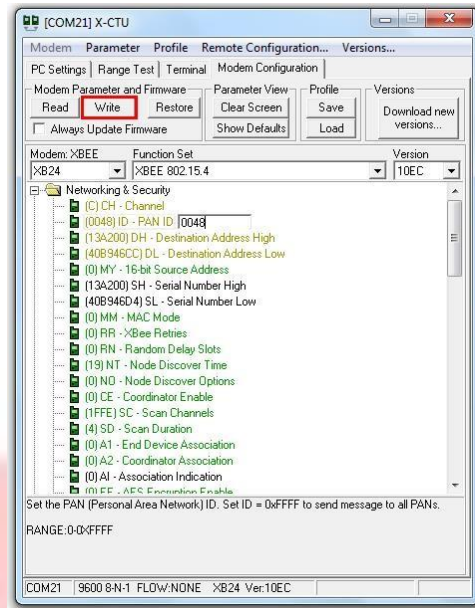 [COM21] X-CTU
Modem Parameter Profile Remote Configuration... Versions...
PC Settings Range Test Terminal Modem Configuration
Modem Parameter and Firmware Parameter View Profile Versions
Read Write Restore Clear Screen Save Download new versions...
Always Update Firmware Show Defaults Load
Modem: XBEE Function Set Version
XB24 XBEE 802.15.4 10EC
Networking & Security
(C) CH - Channel
(0048) ID - PAN ID 0048
(13A200) DH - Destination Address High
(40B946CC) DL - Destination Address Low
(0) MY - 16-bit Source Address
(13A200) SH - Serial Number High
(40B946D4) SL - Serial Number Low
(0) MM - MAC Mode
(0) RR - XBee Retries
(0) RN - Random Delay Slots
(19) NT - Node Discover Time
(0) NO - Node Discover Options
(0) CE - Coordinator Enable
(1FFE) SC - Scan Channels
(4) SD - Scan Duration
(0) A1 - End Device Association
(0) A2 - Coordinator Association
(0) AI - Association Indication
(0) EE - AES Encryption Enable
Set the PAN (Personal Area Network) ID. Set ID = 0xFFFF to send message to all PANs.
RANGE:0-0XFFFF
COM21 9600 8-N-1 FLOW:NONE XB24 Ver:10EC